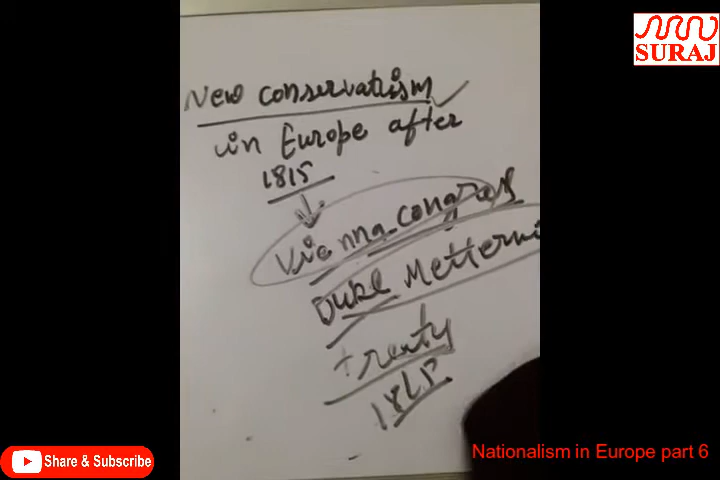 SURAJ
New conservatism
in Europe after
1815
Vienna congress
Duke Metterni
treaty
1815
Share & Subscribe
Nationalism in Europe part 6